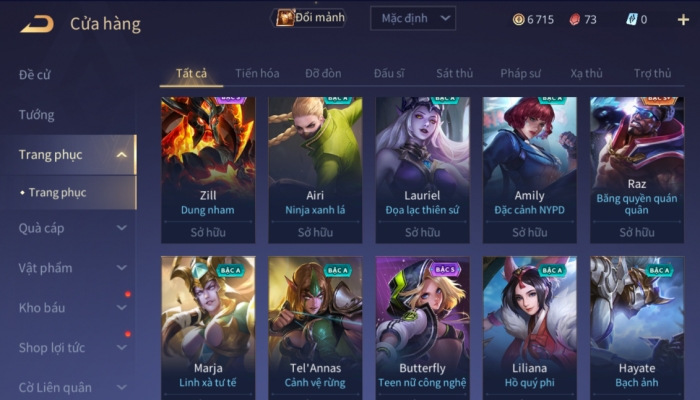 Cửa hàng
Đổi mảnh
Mặc định
6 715
73
0
Đề cử
Tướng
Trang phục
Trang phục
Quà cáp
Vật phẩm
Kho báu
Shop lợi tức
Cờ Liên quân
Tất cả Tiến hóa Đỡ đòn Đấu sĩ Sát thủ Pháp sư Xạ thủ Trợ thủ
BẬC A BẬC A BẬC A
Zill Airi Lauriel Amily Raz
Dung nham Ninja xanh lá Đọa lạc thiên sứ Đặc cảnh NYPD Băng quyền quán
quân
Sở hữu Sở hữu Sở hữu Sở hữu Sở hữu
BẬC A BẬC A BẬC S BẬC A BẬC A
Marja Tel'Annas Butterfly Liliana Hayate
Linh xà tư tế Cảnh vệ rừng Teen nữ công nghệ Hồ quý phi Bạch ảnh